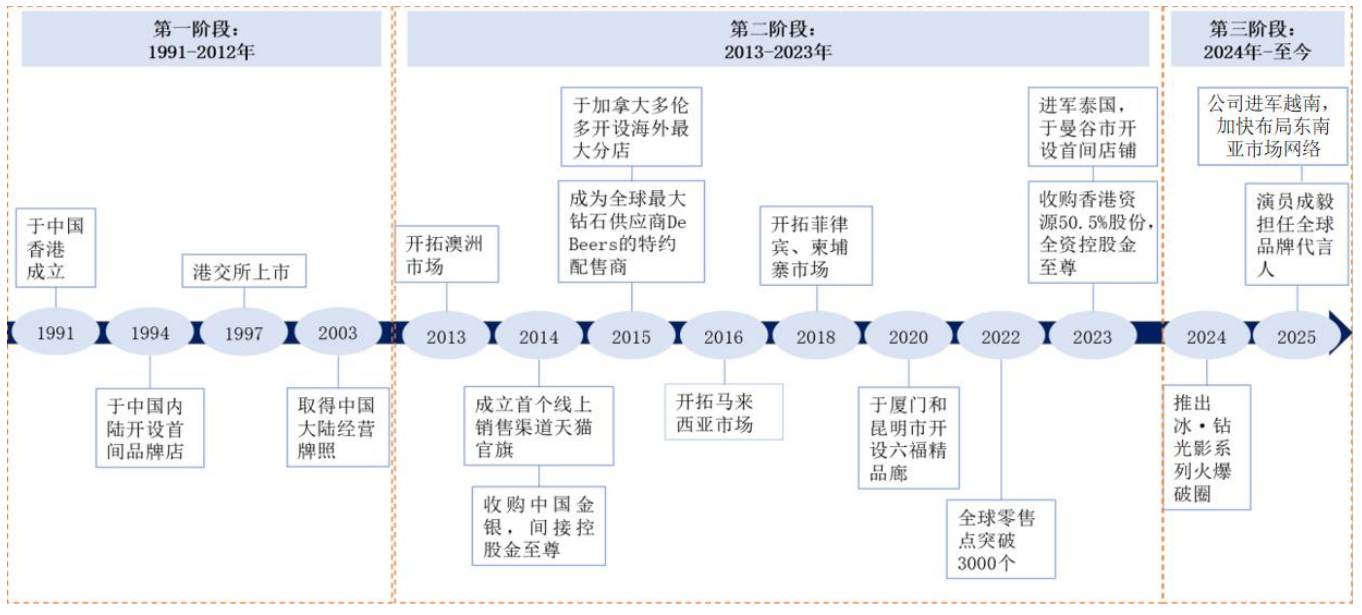 第一阶段：
1991-2012年
第二阶段：
2013-2023年
第三阶段：
2024年-至今
于中国
香港
成立
1991
1994
于中国内
陆开设首
间品牌店
港交所上市
1997
2003
取得中国
大陆经营
牌照
开拓澳洲
市场
2013
2014
成立首个线上
销售渠道天猫
官旗
收购中国金
银，间接控
股金至尊
于加拿大多伦
多开设海外最
大分店
成为全球最大
钻石供应商De
Beers的特约
配售商
2015
2016
开拓马来
西亚市场
开拓菲律
宾、柬埔
寨市场
2018
2020
于厦门和
昆明市开
设六福精
品廊
2022
全球零售
点突破
3000个
进军泰国，
于曼谷市开
设首间店铺
收购香港资
源50.5%股份，
全资控股金
至尊
2023
2024
推出
冰·钻
光影系
列火爆
破圈
公司进军越南，
加快布局东南
亚市场网络
演员成毅
担任全球
品牌代言
人
2025